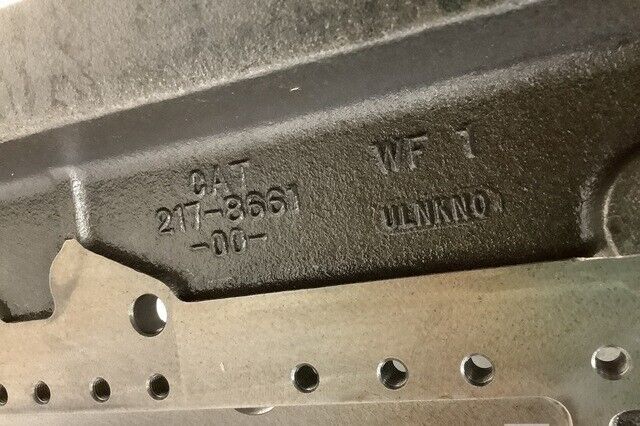 CAT
217-8661
-00-
WF 1
ULNKNO